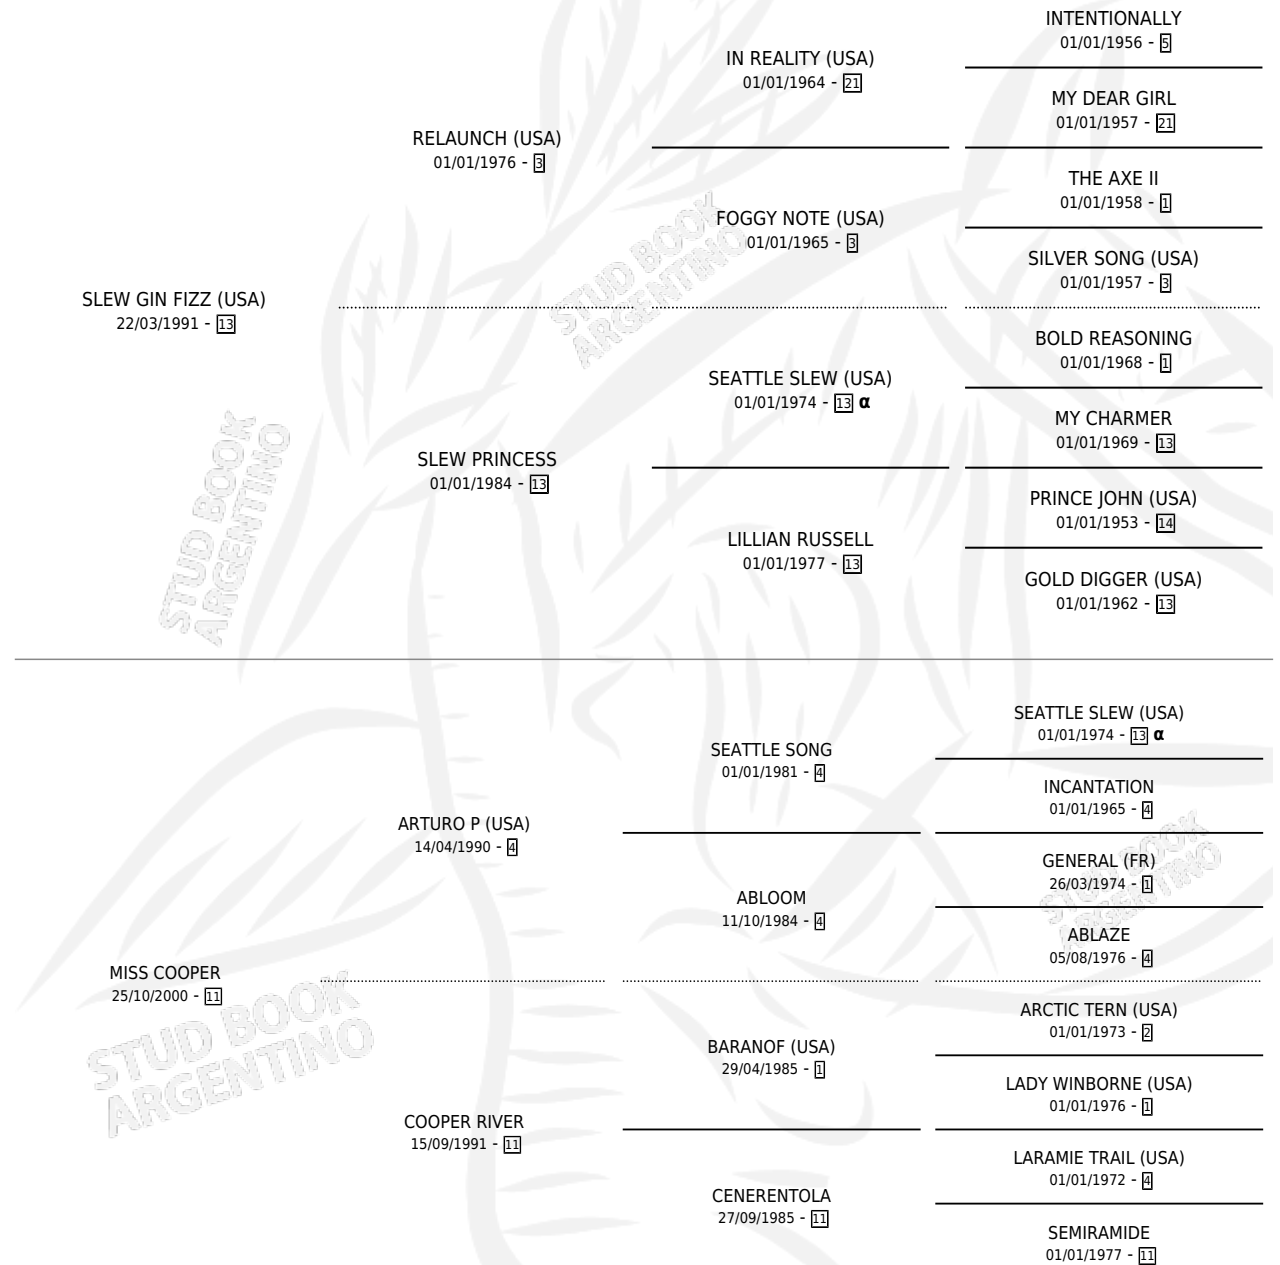 INTENTIONALLY
01/01/1956 - 5
IN REALITY (USA)
01/01/1964 - 21
MY DEAR GIRL
01/01/1957 - 21
RELAUNCH (USA)
01/01/1976 - 3
THE AXE II
01/01/1958 - 1
FOGGY NOTE (USA)
01/01/1965 - 3
SILVER SONG (USA)
01/01/1957 - 3
SLEW GIN FIZZ (USA)
22/03/1991 - 13
BOLD REASONING
01/01/1968 - 1
SEATTLE SLEW (USA)
01/01/1974 - 13 α
MY CHARMER
01/01/1969 - 13
SLEW PRINCESS
01/01/1984 - 13
PRINCE JOHN (USA)
01/01/1953 - 14
LILLIAN RUSSELL
01/01/1977 - 13
GOLD DIGGER (USA)
01/01/1962 - 13
SEATTLE SLEW (USA)
01/01/1974 - 13 α
SEATTLE SONG
01/01/1981 - 4
INCANTATION
01/01/1965 - 4
ARTURO P (USA)
14/04/1990 - 4
GENERAL (FR)
26/03/1974 - 1
ABLOOM
11/10/1984 - 4
ABLAZE
05/08/1976 - 4
MISS COOPER
25/10/2000 - 11
ARCTIC TERN (USA)
01/01/1973 - 2
BARANOF (USA)
29/04/1985 - 1
LADY WINBORNE (USA)
01/01/1976 - 1
COOPER RIVER
15/09/1991 - 11
LARAMIE TRAIL (USA)
01/01/1972 - 4
CENERENTOLA
27/09/1985 - 11
SEMIRAMIDE
01/01/1977 - 11
STUD BOOK
ARGENTINO
STUD BOOK
ARGENTINO
STUD BOOK
ARGENTINO
STUD BOOK
ARGENTINO